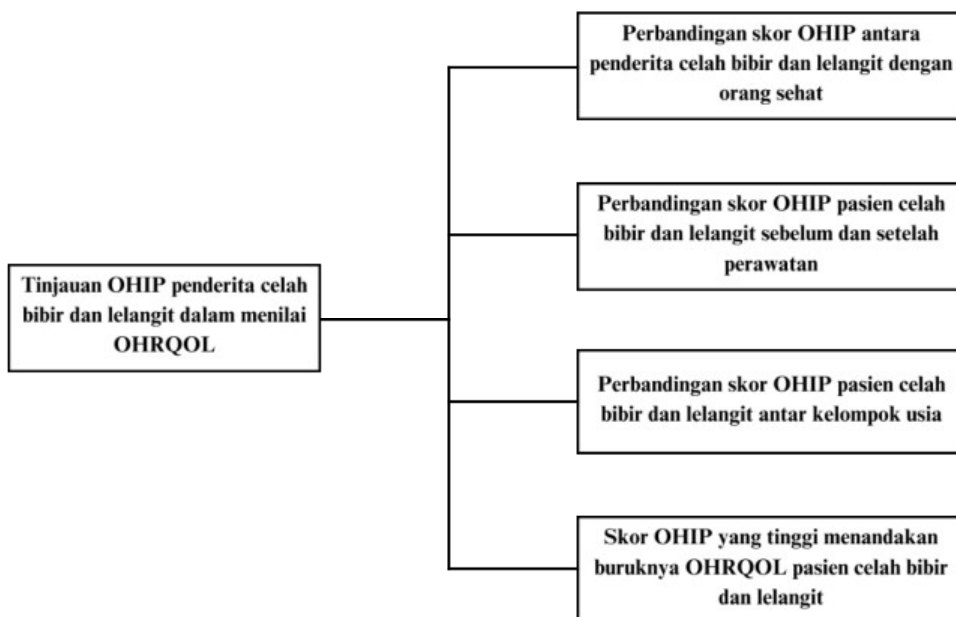 Tinjauan OHIP penderita celah
bibir dan lelangit dalam menilai
OHRQOL
Perbandingan skor OHIP antara
penderita celah bibir dan lelangit dengan
orang sehat
Perbandingan skor OHIP pasien celah
bibir dan lelangit sebelum dan setelah
perawatan
Perbandingan skor OHIP pasien celah
bibir dan lelangit antar kelompok usia
Skor OHIP yang tinggi menandakan
buruknya OHRQOL pasien celah bibir
dan lelangit